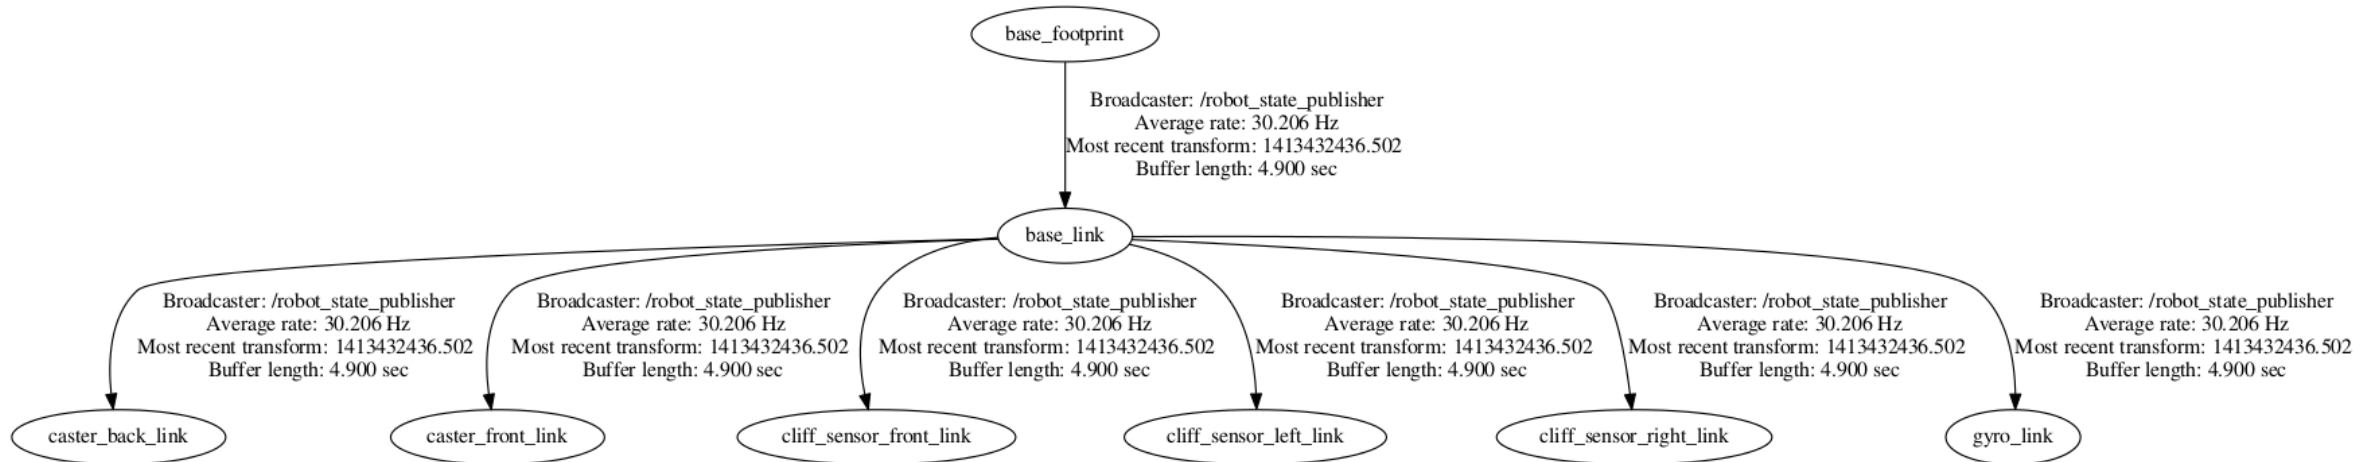 base_footprint
Broadcaster: /robot_state_publisher
Average rate: 30.206 Hz
Most recent transform: 1413432436.502
Buffer length: 4.900 sec
base_link
Broadcaster: /robot_state_publisher
Average rate: 30.206 Hz
Most recent transform: 1413432436.502
Buffer length: 4.900 sec
Broadcaster: /robot_state_publisher
Average rate: 30.206 Hz
Most recent transform: 1413432436.502
Buffer length: 4.900 sec
Broadcaster: /robot_state_publisher
Average rate: 30.206 Hz
Most recent transform: 1413432436.502
Buffer length: 4.900 sec
Broadcaster: /robot_state_publisher
Average rate: 30.206 Hz
Most recent transform: 1413432436.502
Buffer length: 4.900 sec
Broadcaster: /robot_state_publisher
Average rate: 30.206 Hz
Most recent transform: 1413432436.502
Buffer length: 4.900 sec
Broadcaster: /robot_state_publisher
Average rate: 30.206 Hz
Most recent transform: 1413432436.502
Buffer length: 4.900 sec
caster_back_link
caster_front_link
cliff_sensor_front_link
cliff_sensor_left_link
cliff_sensor_right_link
gyro_link